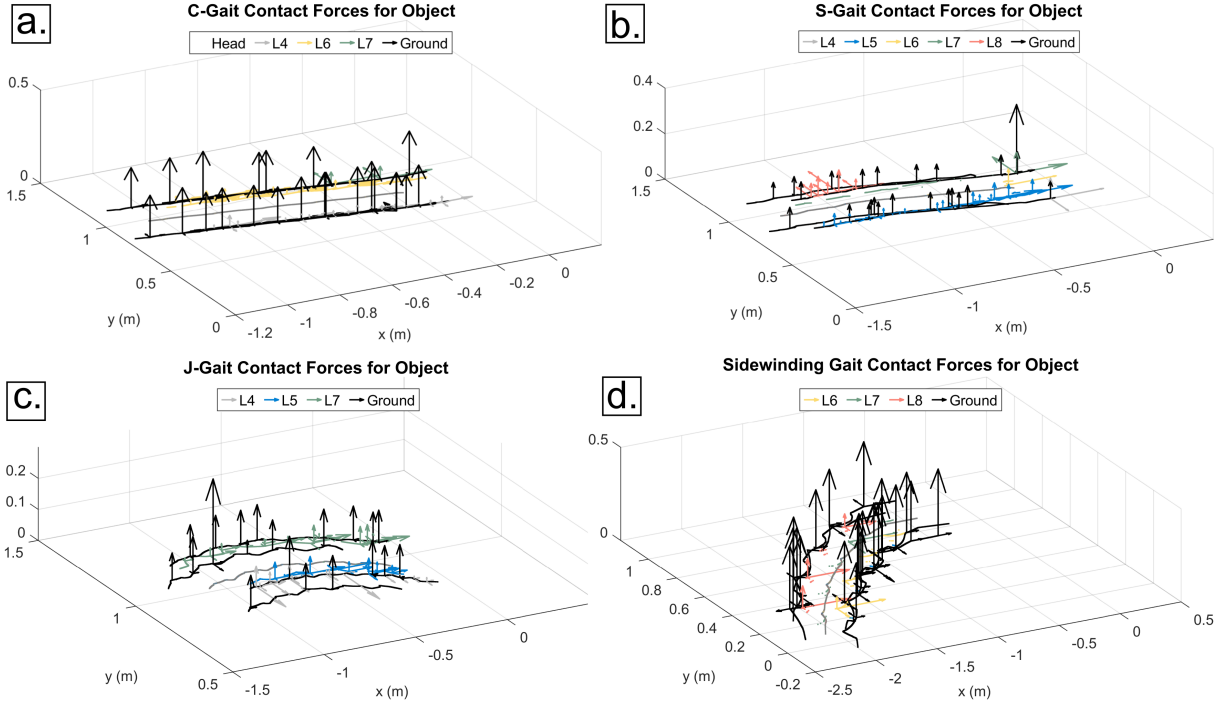 a.
C-Gait Contact Forces for Object
Head L4 L6 L7 Ground
0.5
0
1.5
1
0.5
0
y (m)
-1.2
-1
-0.8
-0.6
-0.4
-0.2
0
x (m)
b.
S-Gait Contact Forces for Object
L4 L5 L6 L7 L8 Ground
0.4
0.2
0
1.5
1
0.5
0
y (m)
-1.5
-1
-0.5
0
x (m)
c.
J-Gait Contact Forces for Object
L4 L5 L7 Ground
0.2
0.1
0
1.5
1
0.5
y (m)
-1.5
-1
-0.5
0
x (m)
d.
Sidewinding Gait Contact Forces for Object
L6 L7 L8 Ground
0.5
0
1
0.8
0.6
0.4
0.2
0
-0.2
y (m)
-2.5
-2
-1.5
-1
-0.5
0
0.5
x (m)